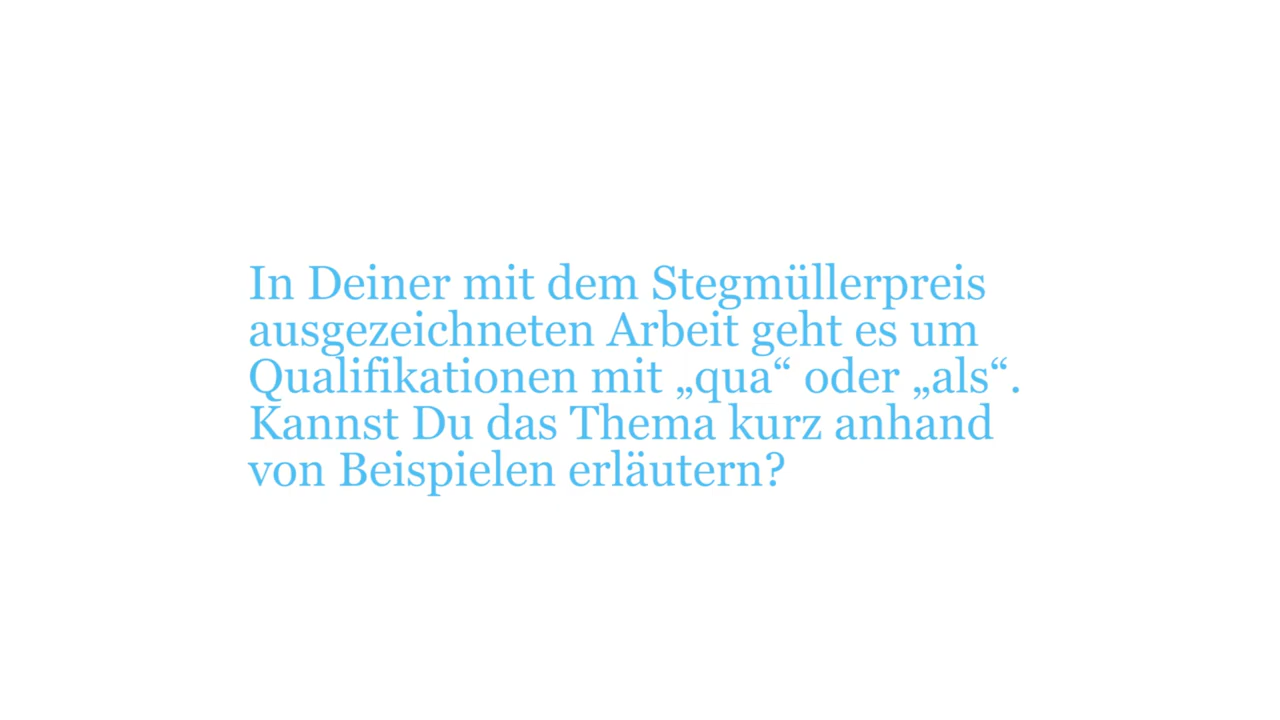 In Deiner mit dem Stegmüllerpreis
ausgezeichneten Arbeit geht es um
Qualifikationen mit „qua“ oder „als“.
Kannst Du das Thema kurz anhand
von Beispielen erläutern?